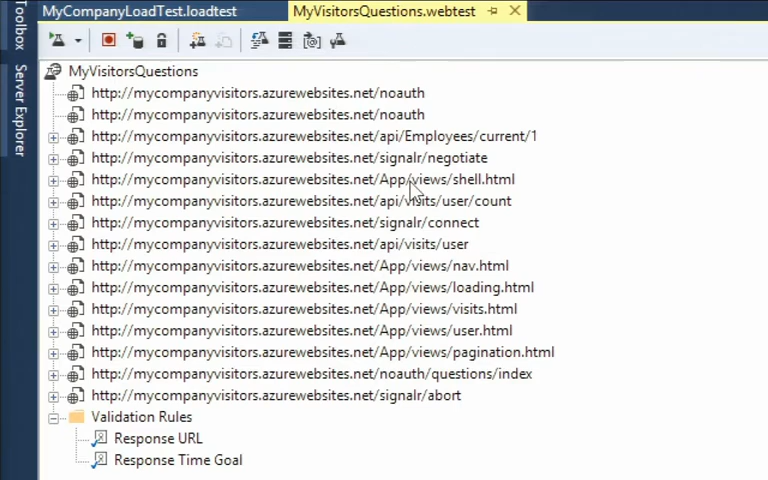 MyCompanyLoadTest.loadtest
MyVisitorsQuestions.webtest
Toolbox
Server Explorer
MyVisitorsQuestions
http://mycompanyvisitors.azurewebsites.net/noauth
http://mycompanyvisitors.azurewebsites.net/noauth
http://mycompanyvisitors.azurewebsites.net/api/Employees/current/1
http://mycompanyvisitors.azurewebsites.net/signalr/negotiate
http://mycompanyvisitors.azurewebsites.net/App/views/shell.html
http://mycompanyvisitors.azurewebsites.net/api/visits/user/count
http://mycompanyvisitors.azurewebsites.net/signalr/connect
http://mycompanyvisitors.azurewebsites.net/api/visits/user
http://mycompanyvisitors.azurewebsites.net/App/views/nav.html
http://mycompanyvisitors.azurewebsites.net/App/views/loading.html
http://mycompanyvisitors.azurewebsites.net/App/views/visits.html
http://mycompanyvisitors.azurewebsites.net/App/views/user.html
http://mycompanyvisitors.azurewebsites.net/App/views/pagination.html
http://mycompanyvisitors.azurewebsites.net/noauth/questions/index
http://mycompanyvisitors.azurewebsites.net/signalr/abort
Validation Rules
Response URL
Response Time Goal